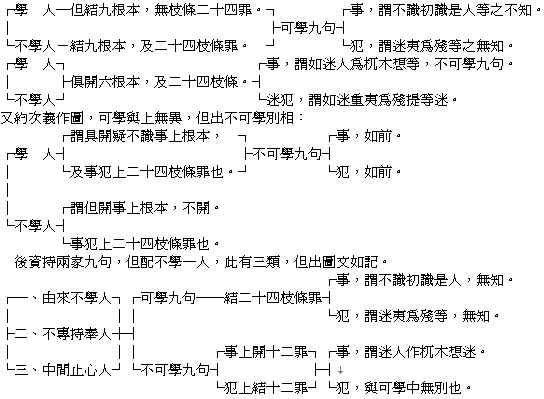 ┌學　人─但結九根本，無枝條二十四罪。┐　　　　┌事，謂不識初識是人等之不知。
│　　　　　　　　　　　　　　　　　　├可學九句┤
└不學人－結九根本，及二十四枝條罪。　┘　　　　└犯，謂迷夷爲殘等之無知。
┌學　人┐　　　　　　　　　　　　　┌事，謂如迷人爲杌木想等，不可學九句。
│　　　├俱開六根本，及二十四枝條。┤
└不學人┘　　　　　　　　　　　　　└迷犯，謂如迷重夷爲殘提等迷。
又約次義作圖，可學與上無異，但出不可學別相：
　　　　┌謂具開疑不識事上根本，　┐　　　　　┌事，如前。
┌學　人┤　　　　　　　　　　　　├不可學九句┤
│　　　└及事犯上二十四枝條罪也。┘　　　　　└犯，如前。
│
│　　　┌謂但開事上根本，不開。
└不學人┤
　　　　└事犯上二十四枝條罪也。
後資持兩家九句，但配不學一人，此有三類，但出圖文如記。
　　　　　　　　　　　　　　　　　　　　　　　┌事，謂不識初識是人，無知。
┌──一、由來不學人┐┌可學九句──結二十四枝條罪┤
│　　　　　　　　　││　　　　　　　　　　　　　└犯，謂迷夷爲殘等，無知。
├─二、不專持奉人─┼┤
│　　　　　　　　　││　　　　　┌事上開十二罪┐┌事，謂迷人作杌木想迷。
└三、中間止心人──┘└不可學九句┤　　　　　　├┤↓
　　　　　　　　　　　　　　　　└犯上結十二罪┘└犯，與可學中無別也。